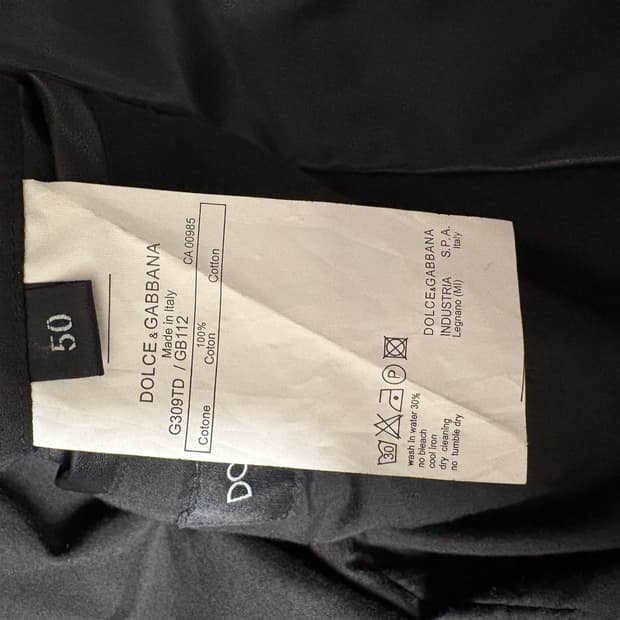 50
DOLCE & GABBANA
Made in Italy
G309TD / GB112 CA 00985
100%
Cotone Coton Cotton
30 P
wash in water 30%
no bleach
cool iron
dry cleaning
no tumble dry
DOLCE&GABBANA
INDUSTRIA S.P.A.
Legnano (MI) Italy
DO